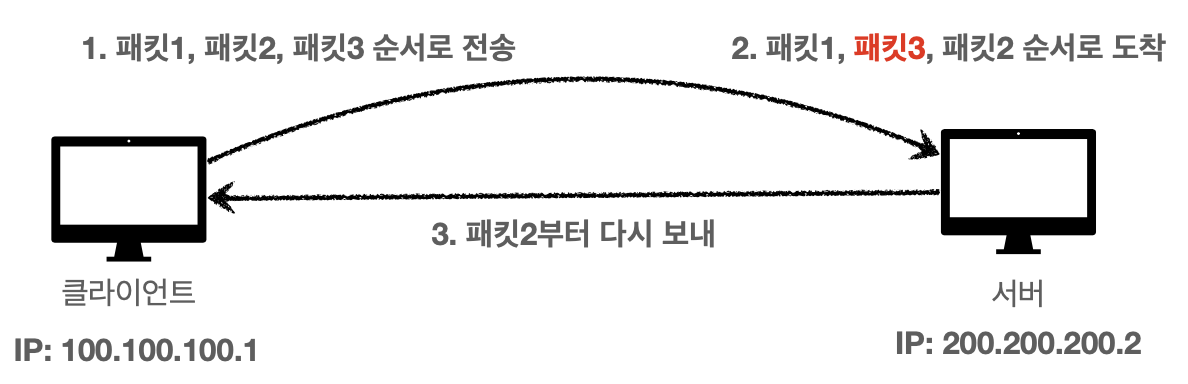 1. 패킷1, 패킷2, 패킷3 순서로 전송
2. 패킷1, 패킷3, 패킷2 순서로 도착
3. 패킷2부터 다시 보내
클라이언트
IP: 100.100.100.1
서버
IP: 200.200.200.2